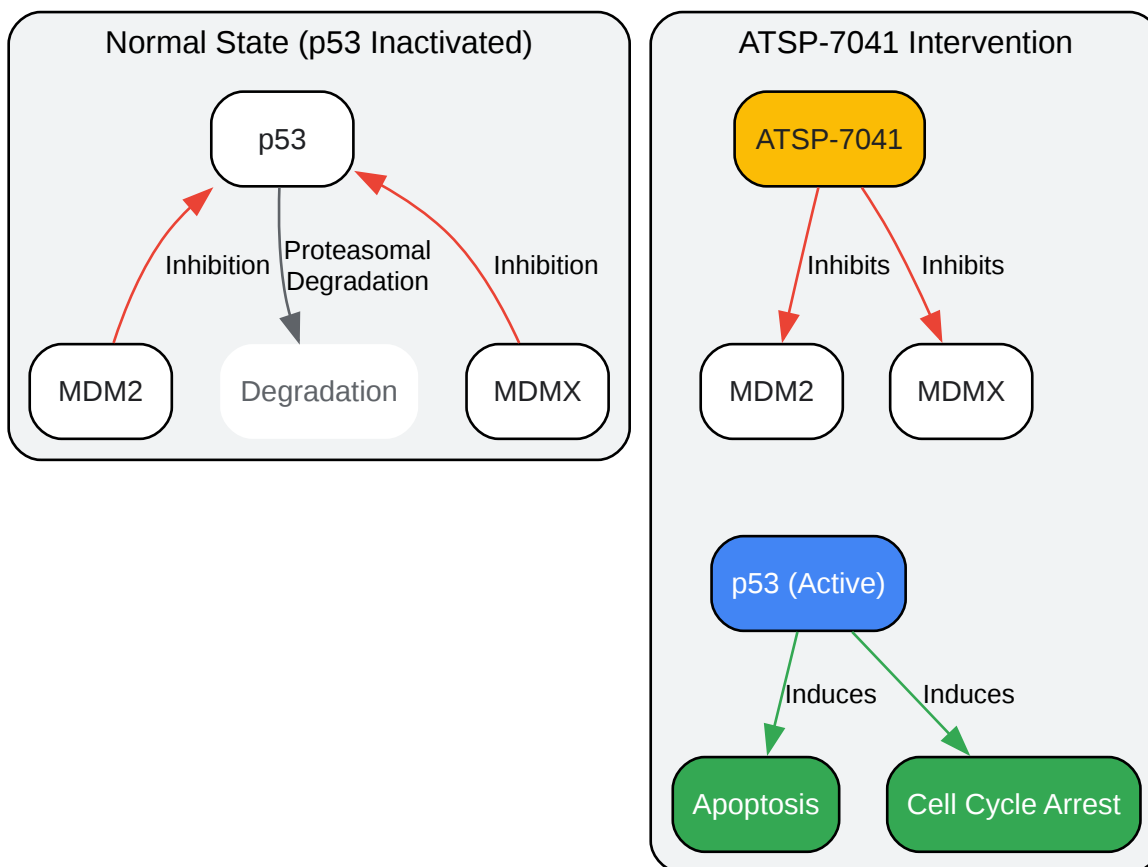 Normal State (p53 Inactivated)
p53
Inhibition
Proteasomal
Degradation
Inhibition
MDM2
Degradation
MDMX
ATSP-7041 Intervention
ATSP-7041
Inhibits
Inhibits
MDM2
MDMX
p53 (Active)
Induces
Induces
Apoptosis
Cell Cycle Arrest